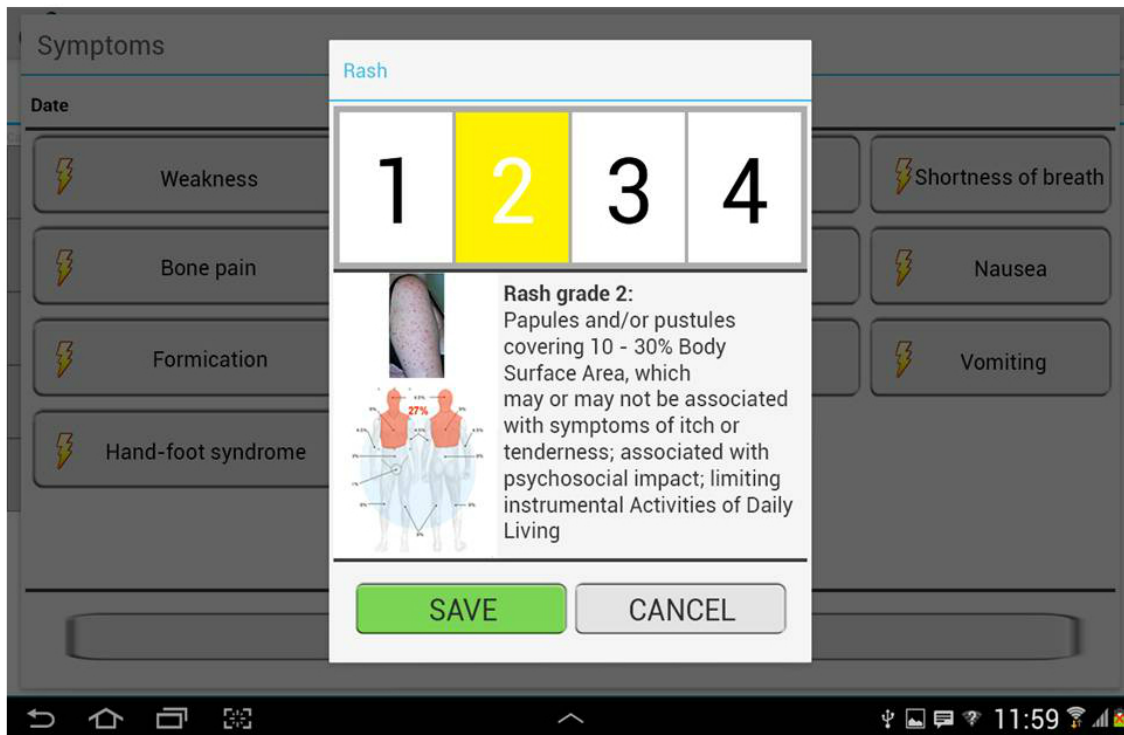 Symptoms
Rash
Date
1 2 3 4
Weakness
Shortness of breath
Bone pain
Nausea
Formication
Vomiting
Hand-foot syndrome
27%
Rash grade 2:
Papules and/or pustules
covering 10 - 30% Body
Surface Area, which
may or may not be associated
with symptoms of itch or
tenderness; associated with
psychosocial impact; limiting
instrumental Activities of Daily
Living
SAVE
CANCEL
11:59